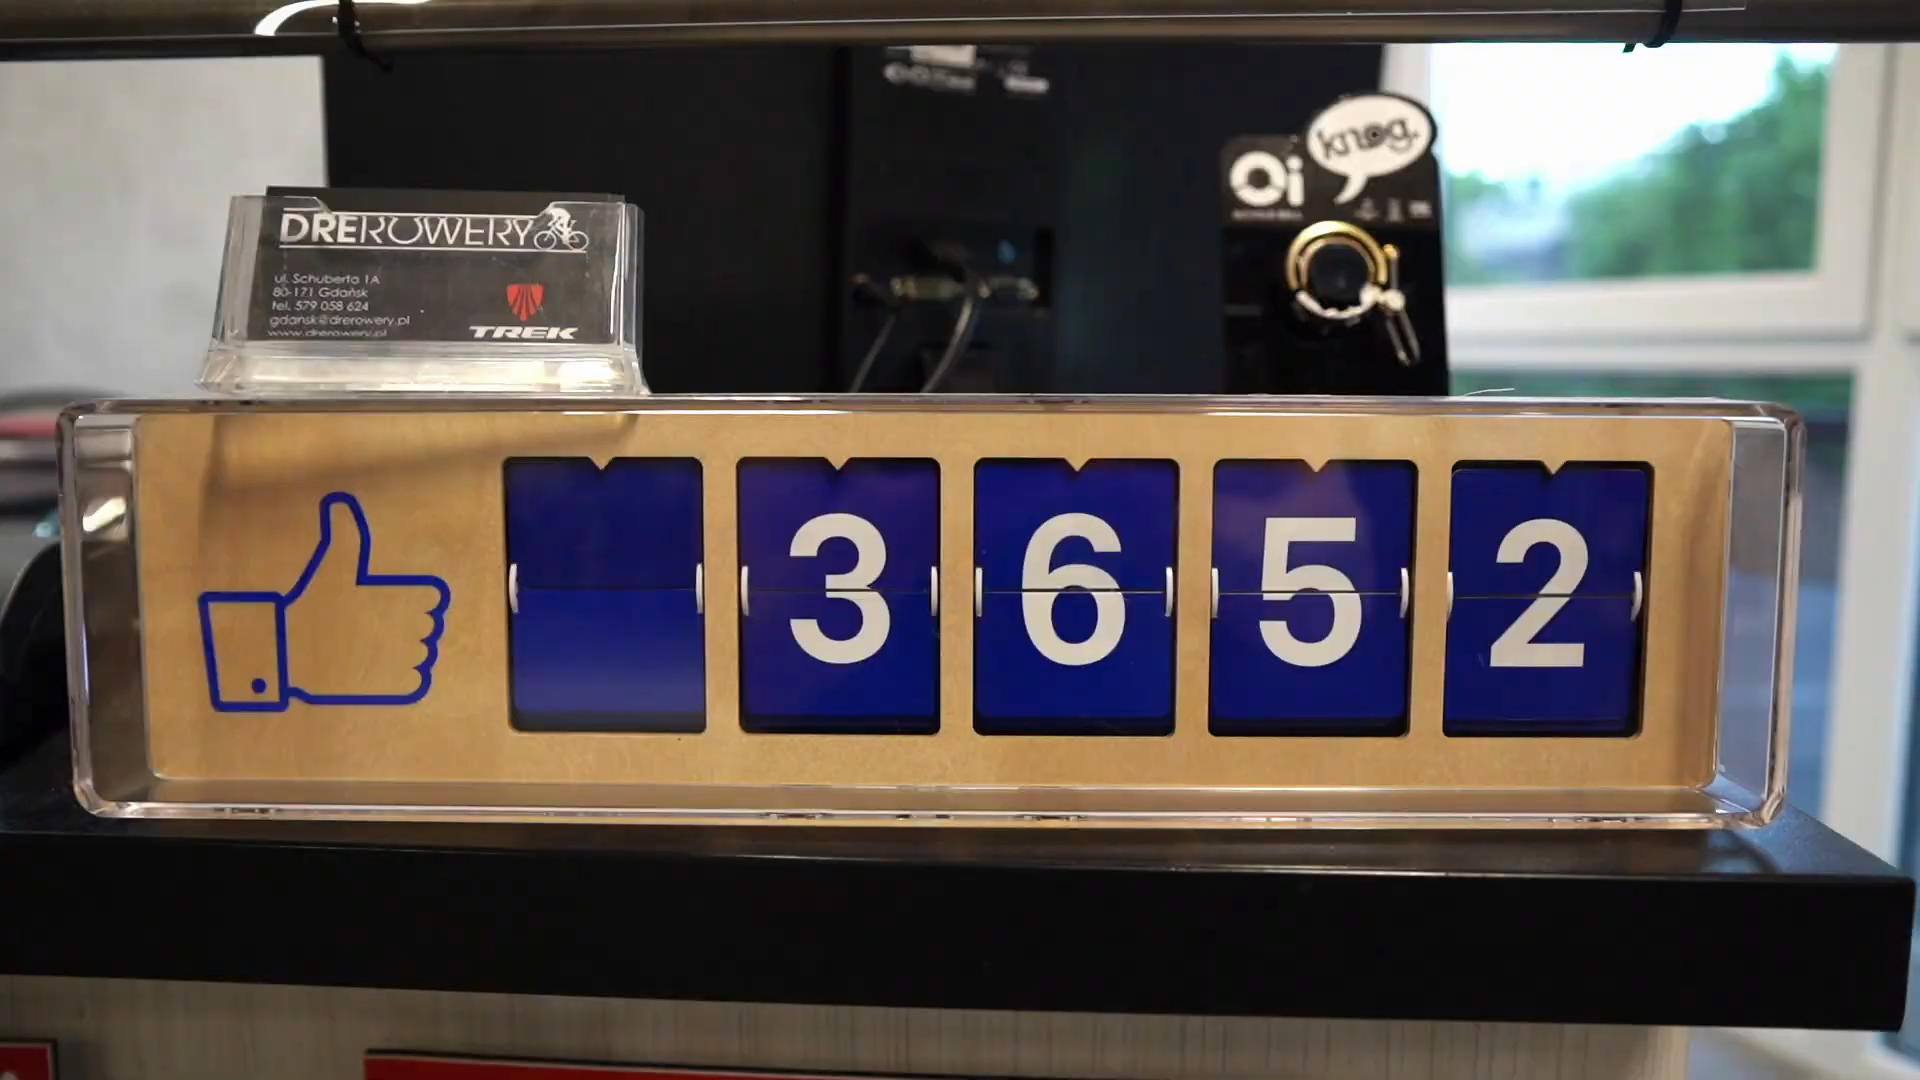 knog.
Oi
DREROWERY
ul. Schuberta 1A
80-171 Gdańsk
tel. 579 058 624
gdansk@drerowery.pl
www.drerowery.pl
TREK
3652